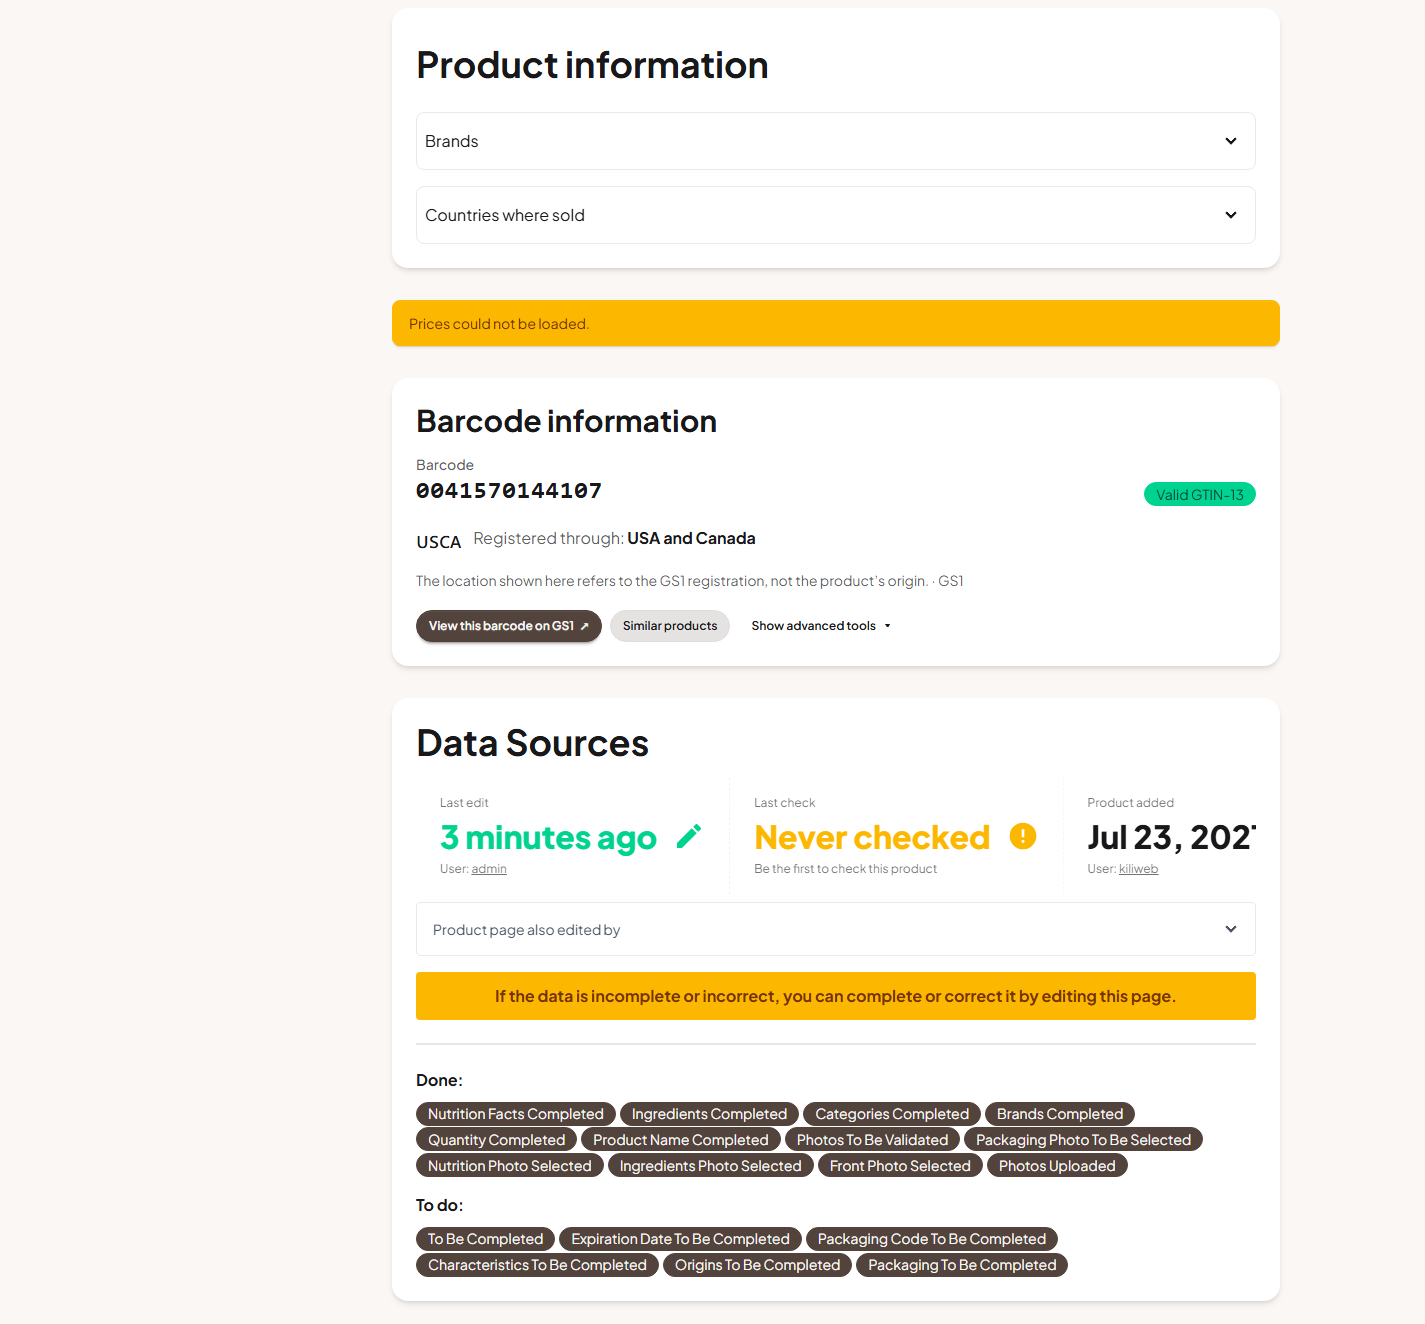 Product information
Brands
Countries where sold
Prices could not be loaded.
Barcode information
Barcode
0041570144107
Valid GTIN-13
USCA Registered through: USA and Canada
The location shown here refers to the GS1 registration, not the product's origin. · GS1
View this barcode on GS1 ↗ Similar products Show advanced tools
Data Sources
Last edit
3 minutes ago
User: admin
Last check
Never checked
Be the first to check this product
Product added
Jul 23, 202
User: kiliweb
Product page also edited by
If the data is incomplete or incorrect, you can complete or correct it by editing this page.
Done:
Nutrition Facts Completed Ingredients Completed Categories Completed Brands Completed
Quantity Completed Product Name Completed Photos To Be Validated Packaging Photo To Be Selected
Nutrition Photo Selected Ingredients Photo Selected Front Photo Selected Photos Uploaded
To do:
To Be Completed Expiration Date To Be Completed Packaging Code To Be Completed
Characteristics To Be Completed Origins To Be Completed Packaging To Be Completed